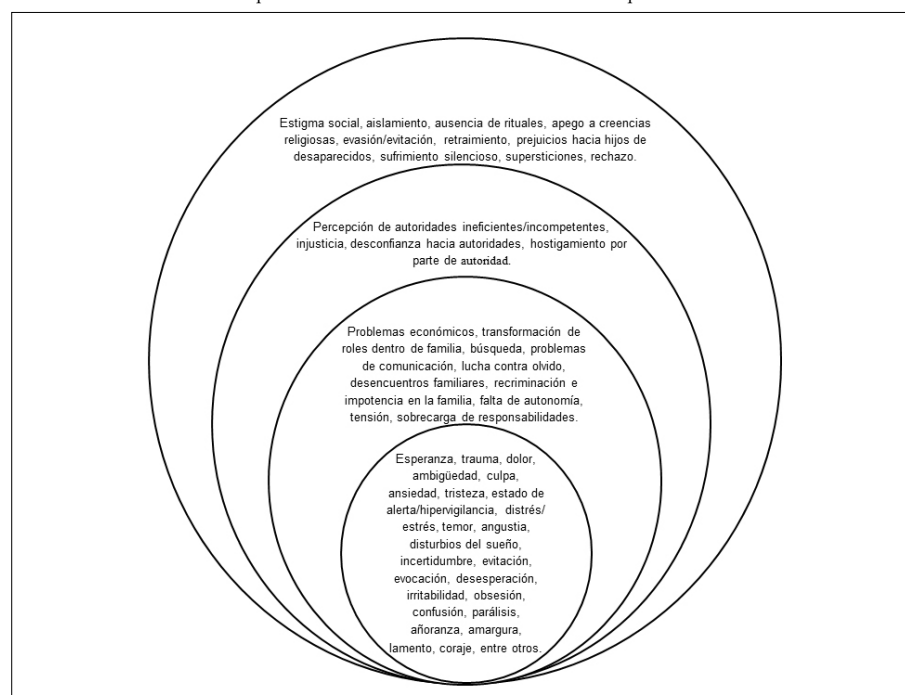 Estigma social, aislamiento, ausencia de rituales, apego a creencias
religiosas, evasión/evitación, retraimiento, prejuicios hacia hijos de
desaparecidos, sufrimiento silencioso, supersticiones, rechazo.
Percepción de autoridades ineficientes/incompetentes,
injusticia, desconfianza hacia autoridades, hostigamiento por
parte de autoridad.
Problemas económicos, transformación de
roles dentro de familia, búsqueda, problemas
de comunicación, lucha contra olvido,
desencuentros familiares, recriminación e
impotencia en la familia, falta de autonomía,
tensión, sobrecarga de responsabilidades.
Esperanza, trauma, dolor,
ambigüedad, culpa,
ansiedad, tristeza, estado de
alerta/hipervigilancia, distrés/
estrés, temor, angustia,
disturbios del sueño,
incertidumbre, evitación,
evocación, desesperación,
irritabilidad, obsesión,
confusión, parálisis,
añoranza, amargura,
lamento, coraje, entre otros.